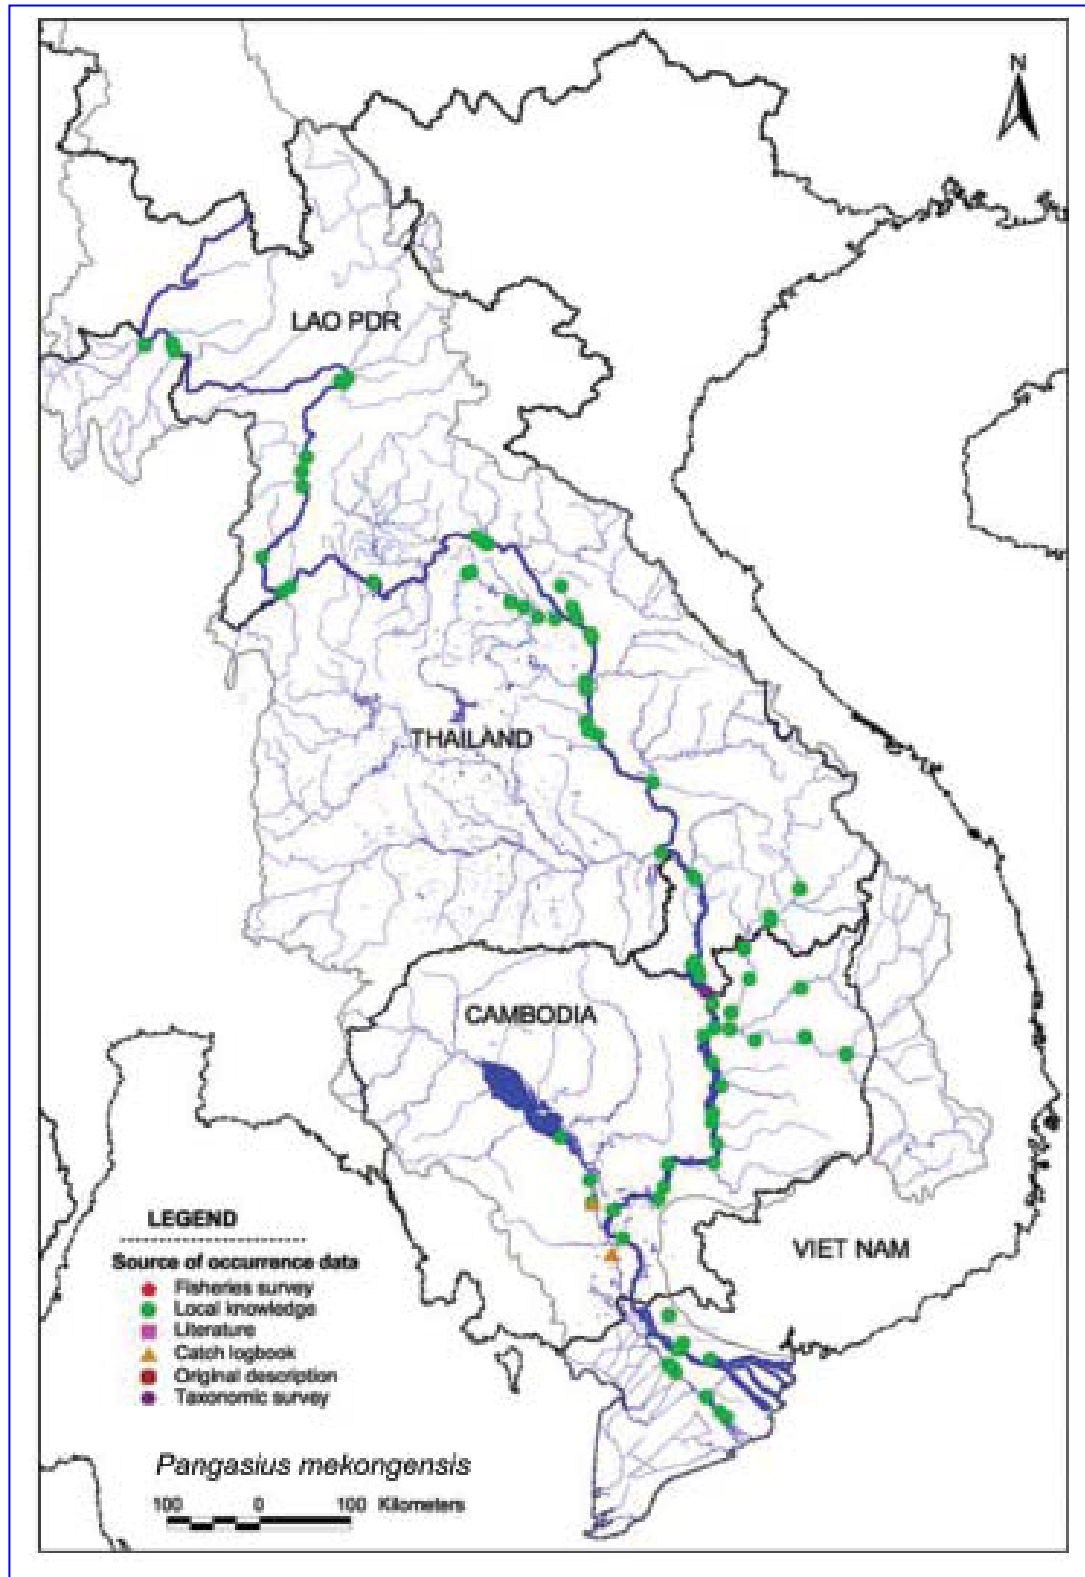 N
LAO PDR
THAILAND
CAMBODIA
VIET NAM
LEGEND
Source of occurrence data
Fisheries survey
Local knowledge
Literature
Catch logbook
Original description
Taxonomic survey
Pangasius mekongensis
100 0 100 Kilometers